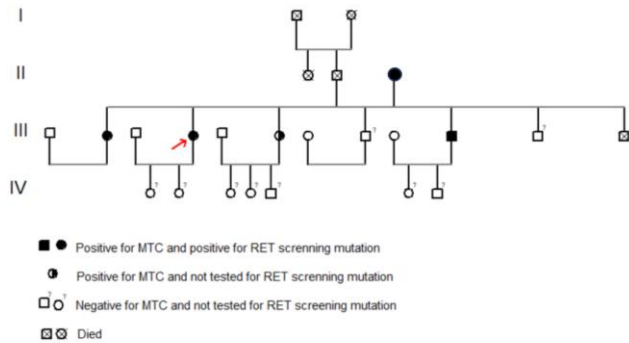 I
II
III
?
?
IV
?
?
?
?
?
?
?
Positive for MTC and positive for RET screnning mutation
Positive for MTC and not tested for RET screnning mutation
? ? Negative for MTC and not tested for RET screening mutation
Died